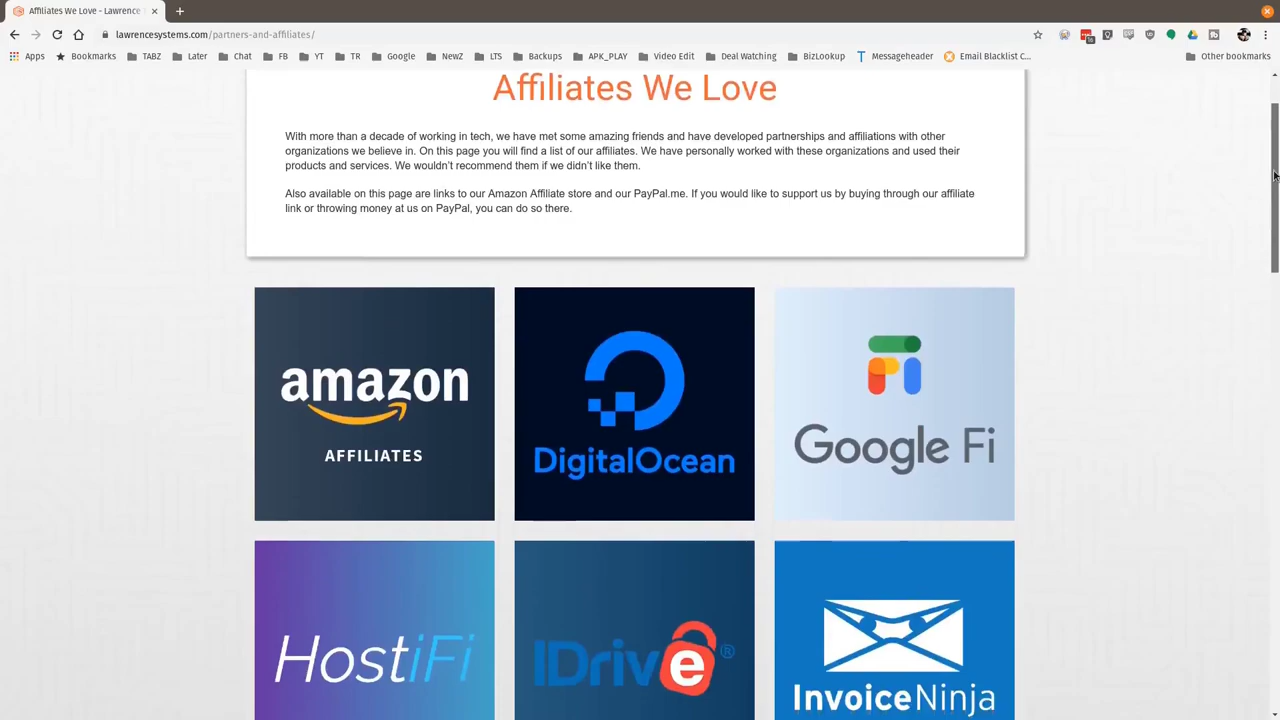 Affiliates We Love - Lawrence
lawrencesystems.com/partners-and-affiliates/
Apps Bookmarks TABZ Later Chat FB YT TR Google NewZ LTS Backups APK_PLAY Video Edit Deal Watching BizLookup Messageheader Email Blacklist C... Other bookmarks
Affiliates We Love
With more than a decade of working in tech, we have met some amazing friends and have developed partnerships and affiliations with other
organizations we believe in. On this page you will find a list of our affiliates. We have personally worked with these organizations and used their
products and services. We wouldn't recommend them if we didn't like them.
Also available on this page are links to our Amazon Affiliate store and our PayPal.me. If you would like to support us by buying through our affiliate
link or throwing money at us on PayPal, you can do so there.
amazon
AFFILIATES
DigitalOcean
Google Fi
HostiFi
IDrive®
InvoiceNinja